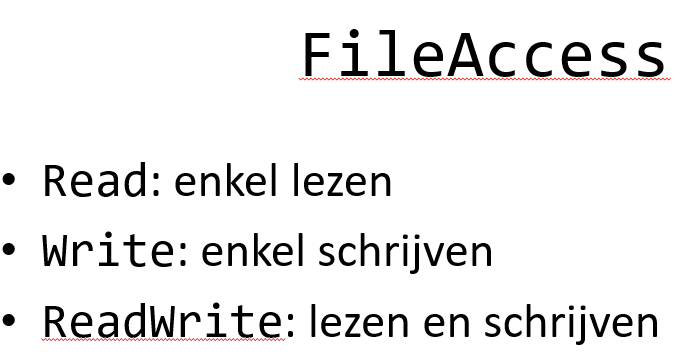 FileAccess
• Read: enkel lezen
• Write: enkel schrijven
• ReadWrite: lezen en schrijven